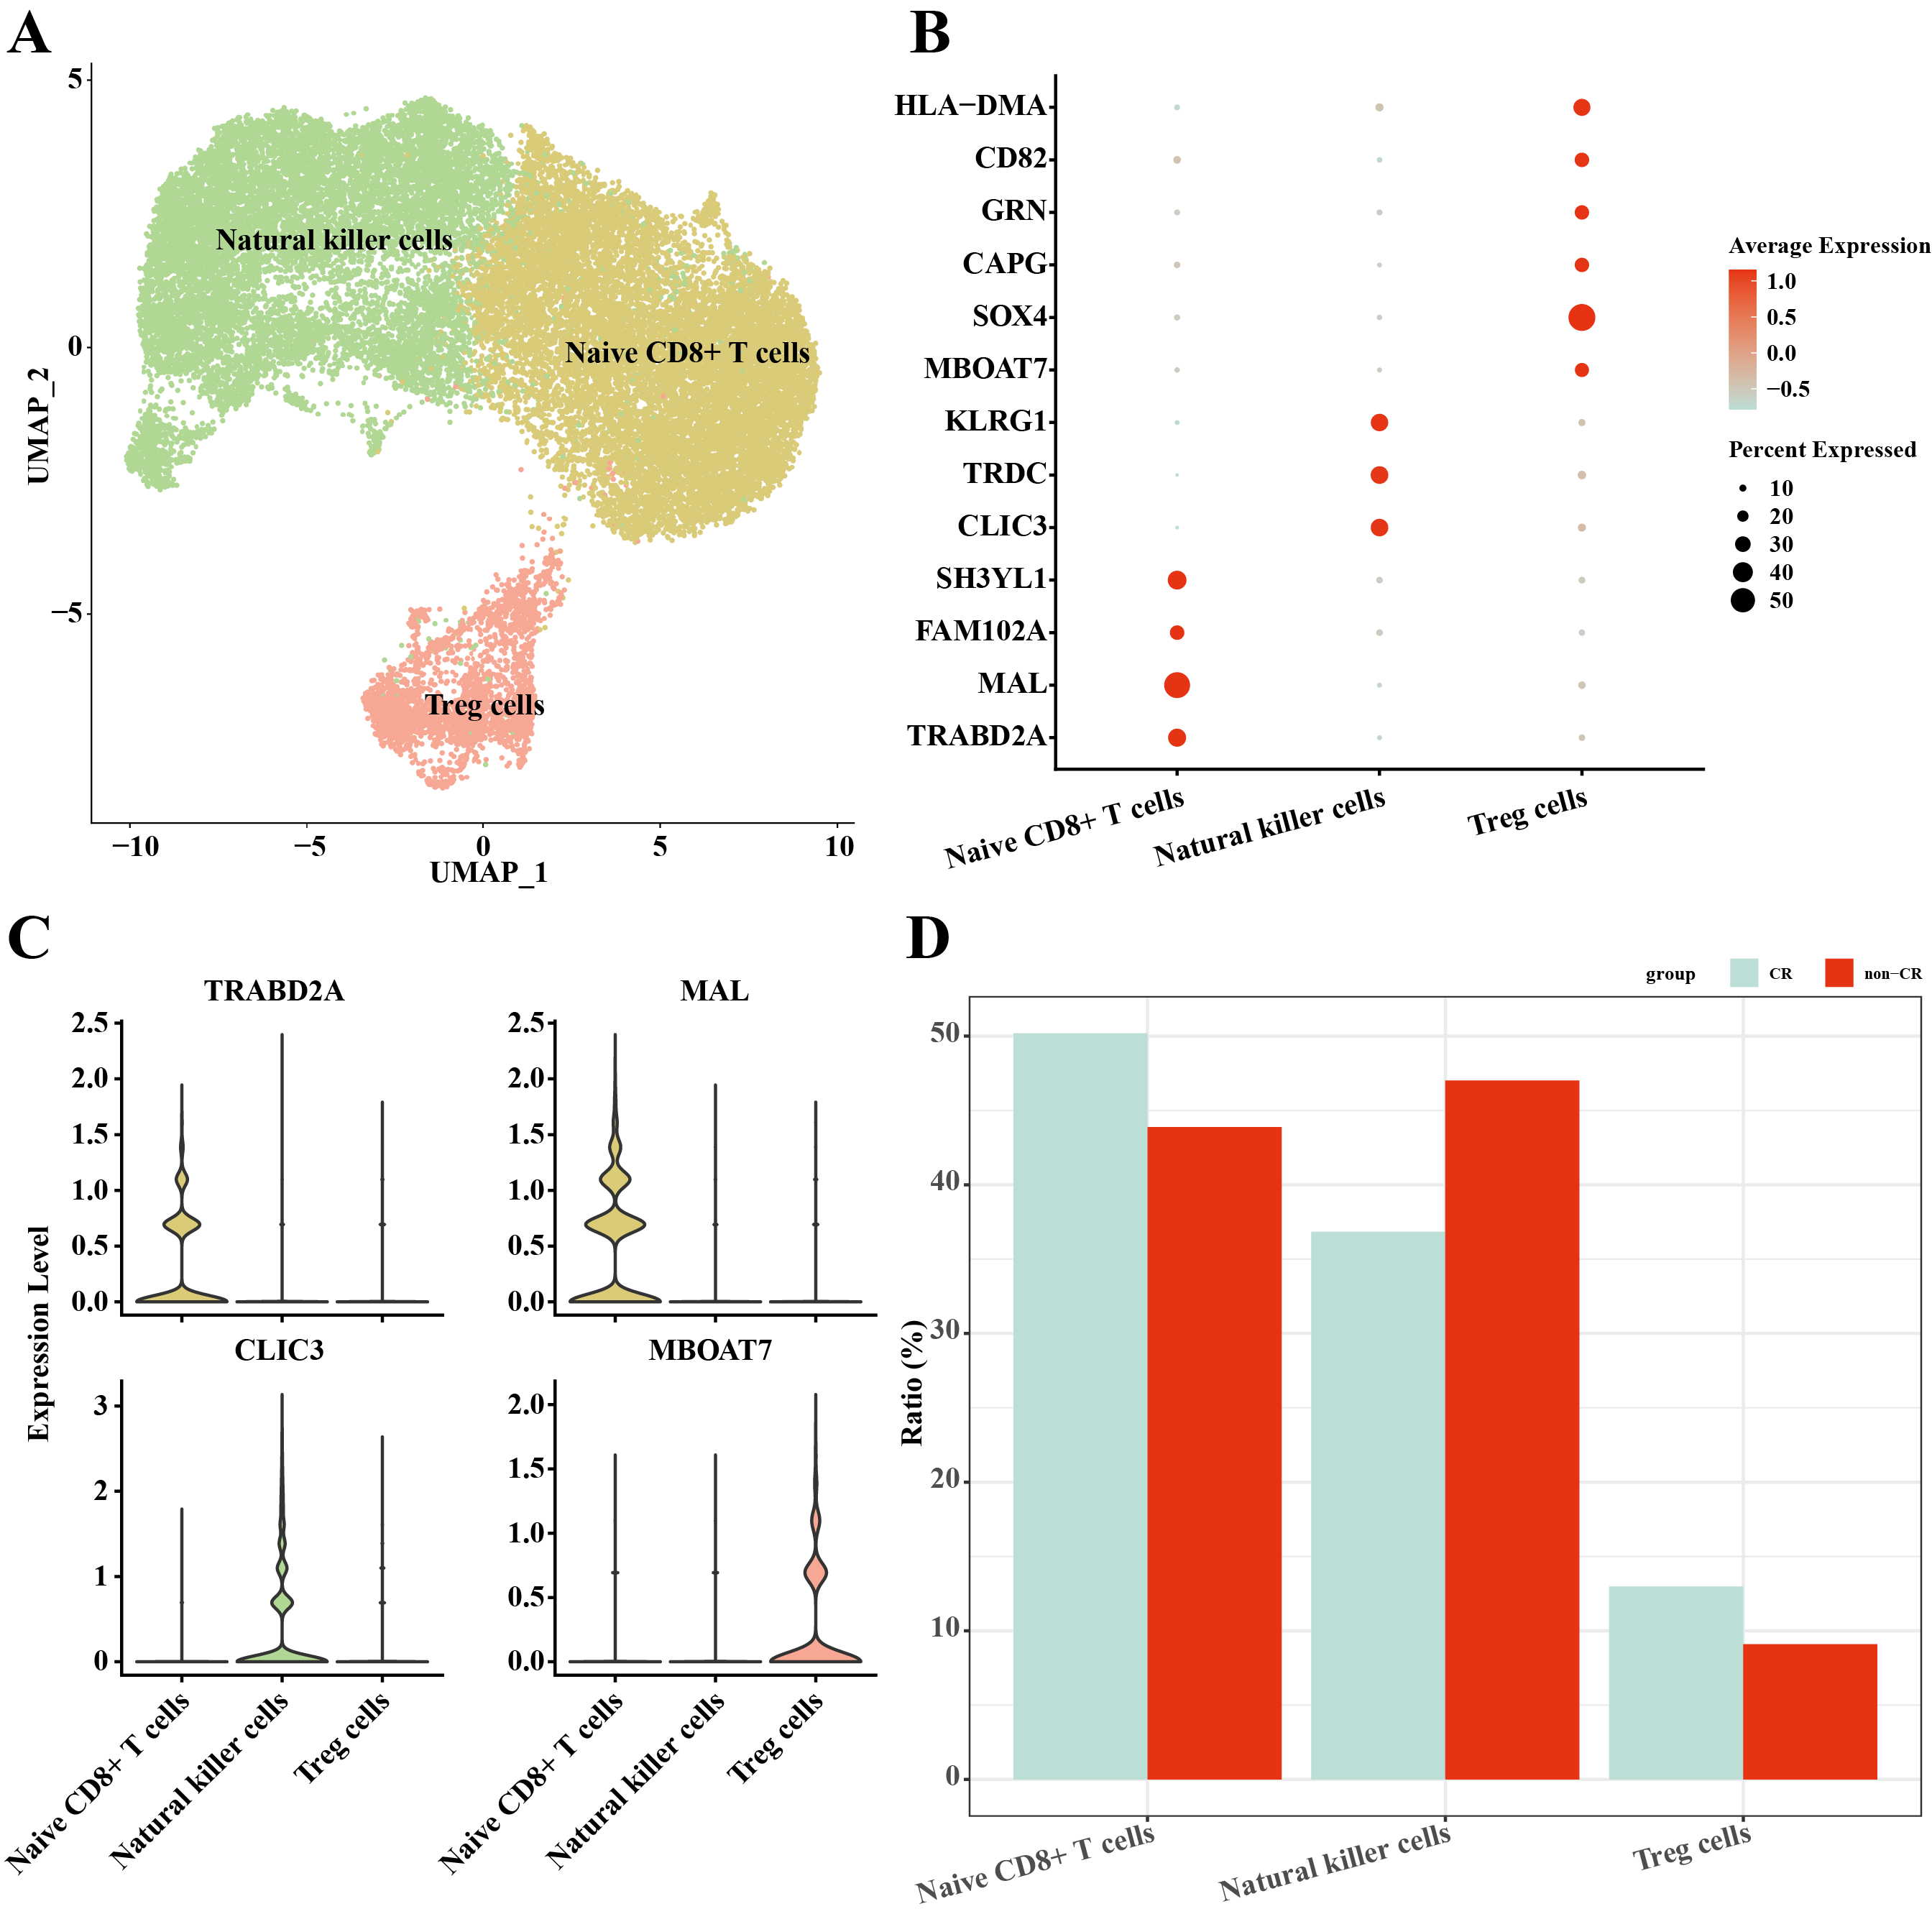 A
5
0
−5
UMAP_2
Natural killer cells
Naive CD8+ T cells
Treg cells
−10
−5
0
5
10
UMAP_1
B
HLA−DMA
CD82
GRN
CAPG
SOX4
MBOAT7
KLRG1
TRDC
CLIC3
SH3YL1
FAM102A
MAL
TRABD2A
Naive CD8+ T cells
Natural killer cells
Treg cells
Average Expression
1.0
0.5
0.0
−0.5
Percent Expressed
10
20
30
40
50
C
Expression Level
TRABD2A
2.5
2.0
1.5
1.0
0.5
0.0
MAL
2.5
2.0
1.5
1.0
0.5
0.0
CLIC3
3
2
1
0
Naive CD8+ T cells
Natural killer cells
Treg cells
MBOAT7
2.0
1.5
1.0
0.5
0.0
Naive CD8+ T cells
Natural killer cells
Treg cells
D
group
CR
non−CR
Ratio (%)
50
40
30
20
10
0
Naive CD8+ T cells
Natural killer cells
Treg cells